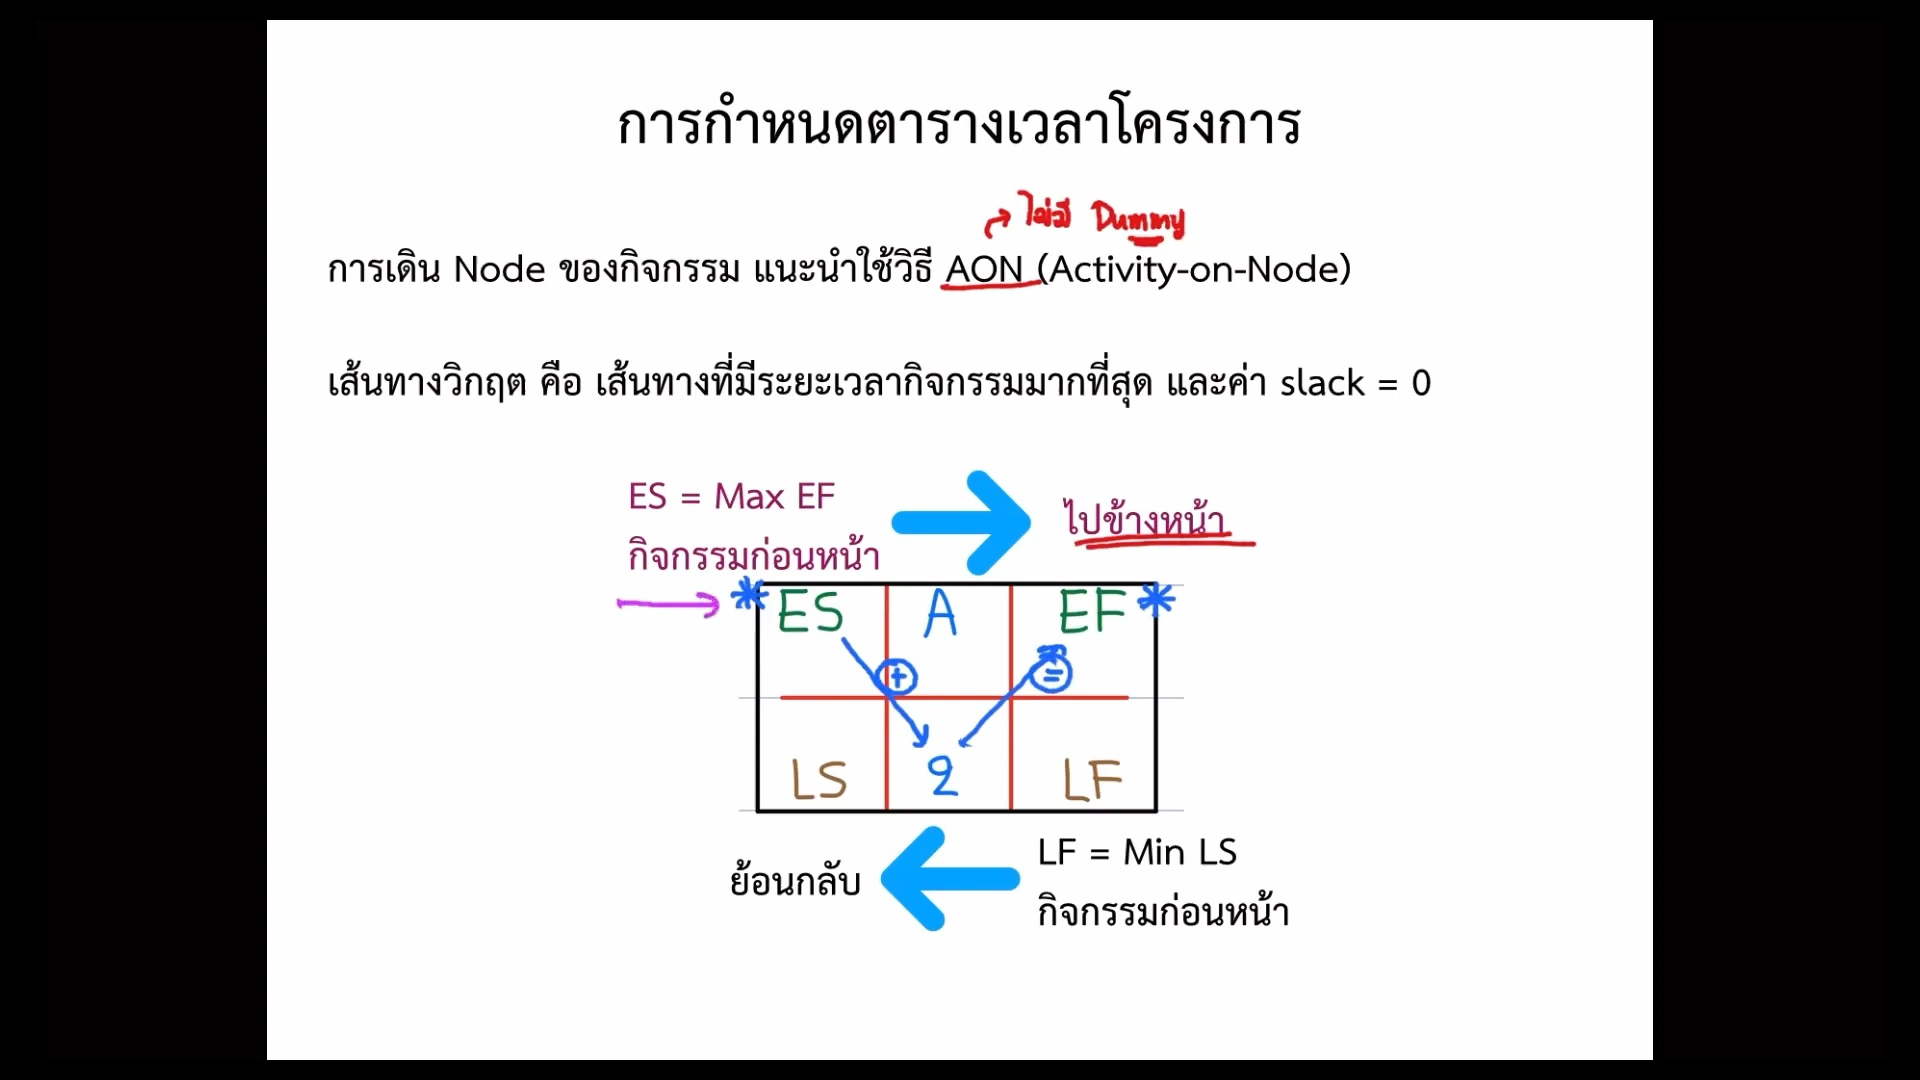 การกำหนดตารางเวลาโครงการ
ไม่มี Dummy
การเดิน Node ของกิจกรรม แนะนำใช้วิธี AON (Activity-on-Node)
เส้นทางวิกฤต คือ เส้นทางที่มีระยะเวลากิจกรรมมากที่สุด และค่า slack = 0
ES = Max EF
กิจกรรมก่อนหน้า
ไปข้างหน้า
* ES A EF *
+ =
LS 2 LF
ย้อนกลับ
LF = Min LS
กิจกรรมก่อนหน้า